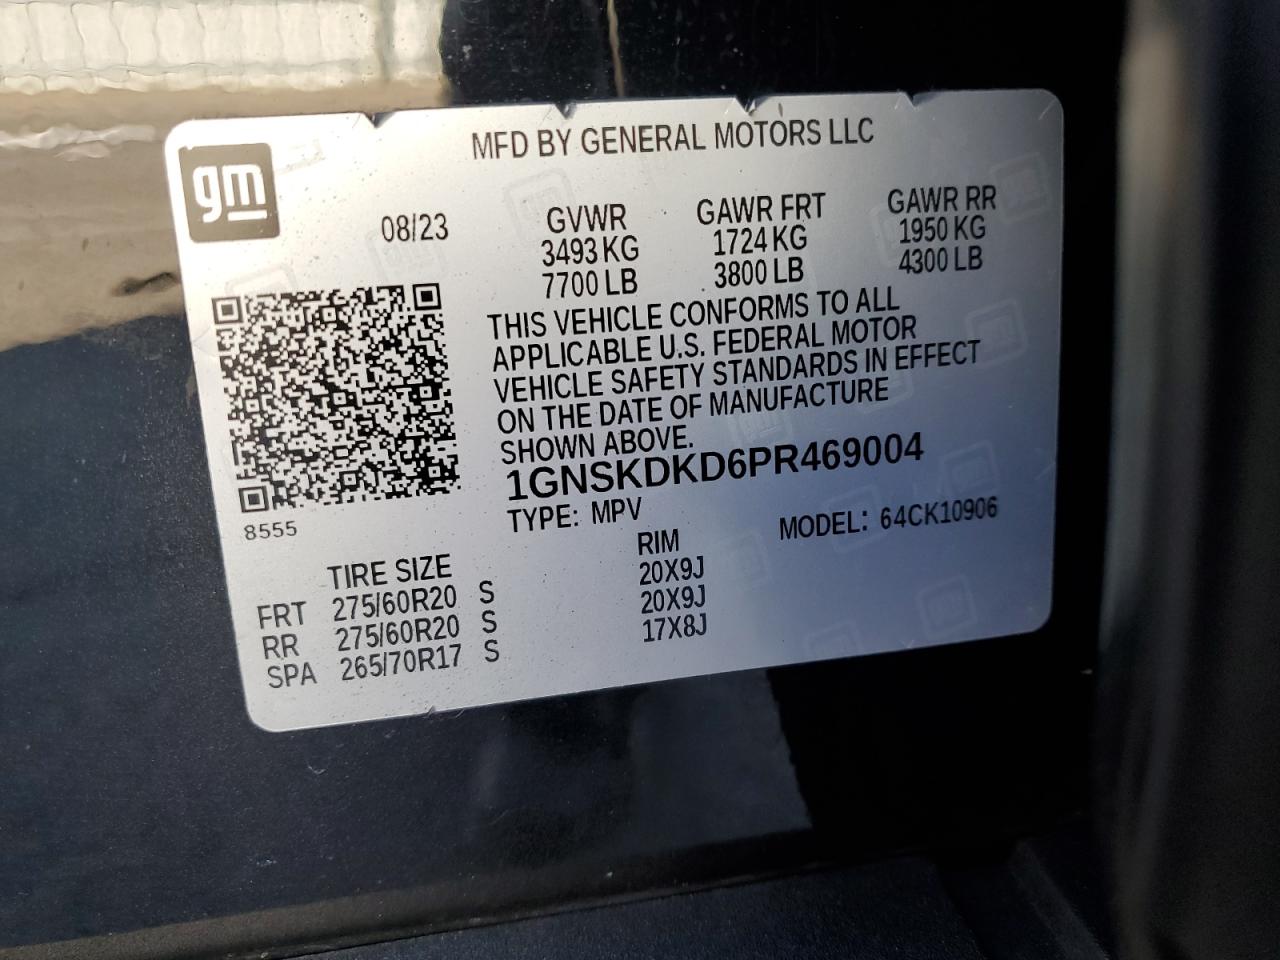 MFD BY GENERAL MOTORS LLC
gm
08/23
GVWR GAWR FRT GAWR RR
3493 KG 1724 KG 1950 KG
7700 LB 3800 LB 4300 LB
THIS VEHICLE CONFORMS TO ALL
APPLICABLE U.S. FEDERAL MOTOR
VEHICLE SAFETY STANDARDS IN EFFECT
ON THE DATE OF MANUFACTURE
SHOWN ABOVE.
1GNSKDKD6PR469004
8555
TYPE: MPV MODEL: 64CK10906
TIRE SIZE RIM
FRT 275/60R20 S 20X9J
RR 275/60R20 S 20X9J
SPA 265/70R17 S 17X8J